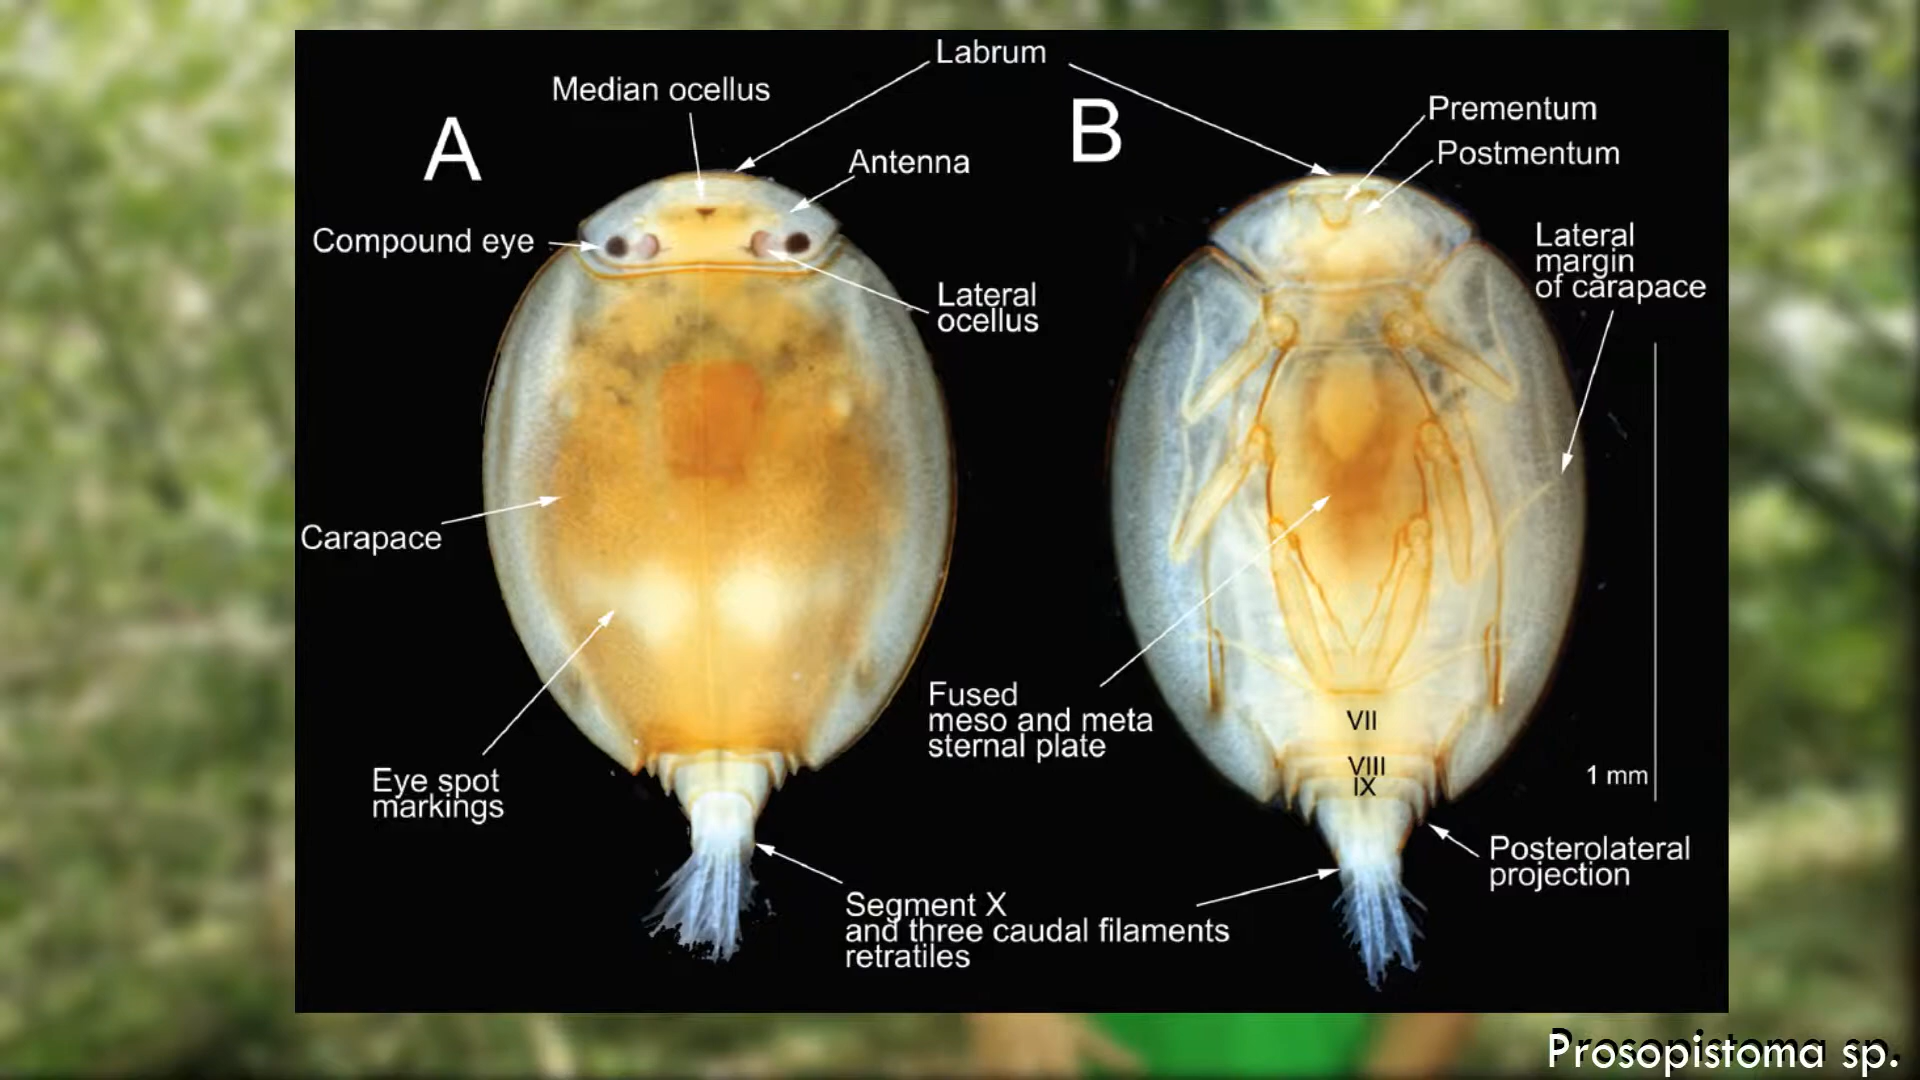 Labrum
Median ocellus
A
B
Prementum
Postmentum
Antenna
Compound eye
Lateral
margin
of carapace
Lateral
ocellus
Carapace
Fused
meso and meta
sternal plate
VII
VIII
IX
1 mm
Eye spot
markings
Posterolateral
projection
Segment X
and three caudal filaments
retratiles
Prosopistoma sp.